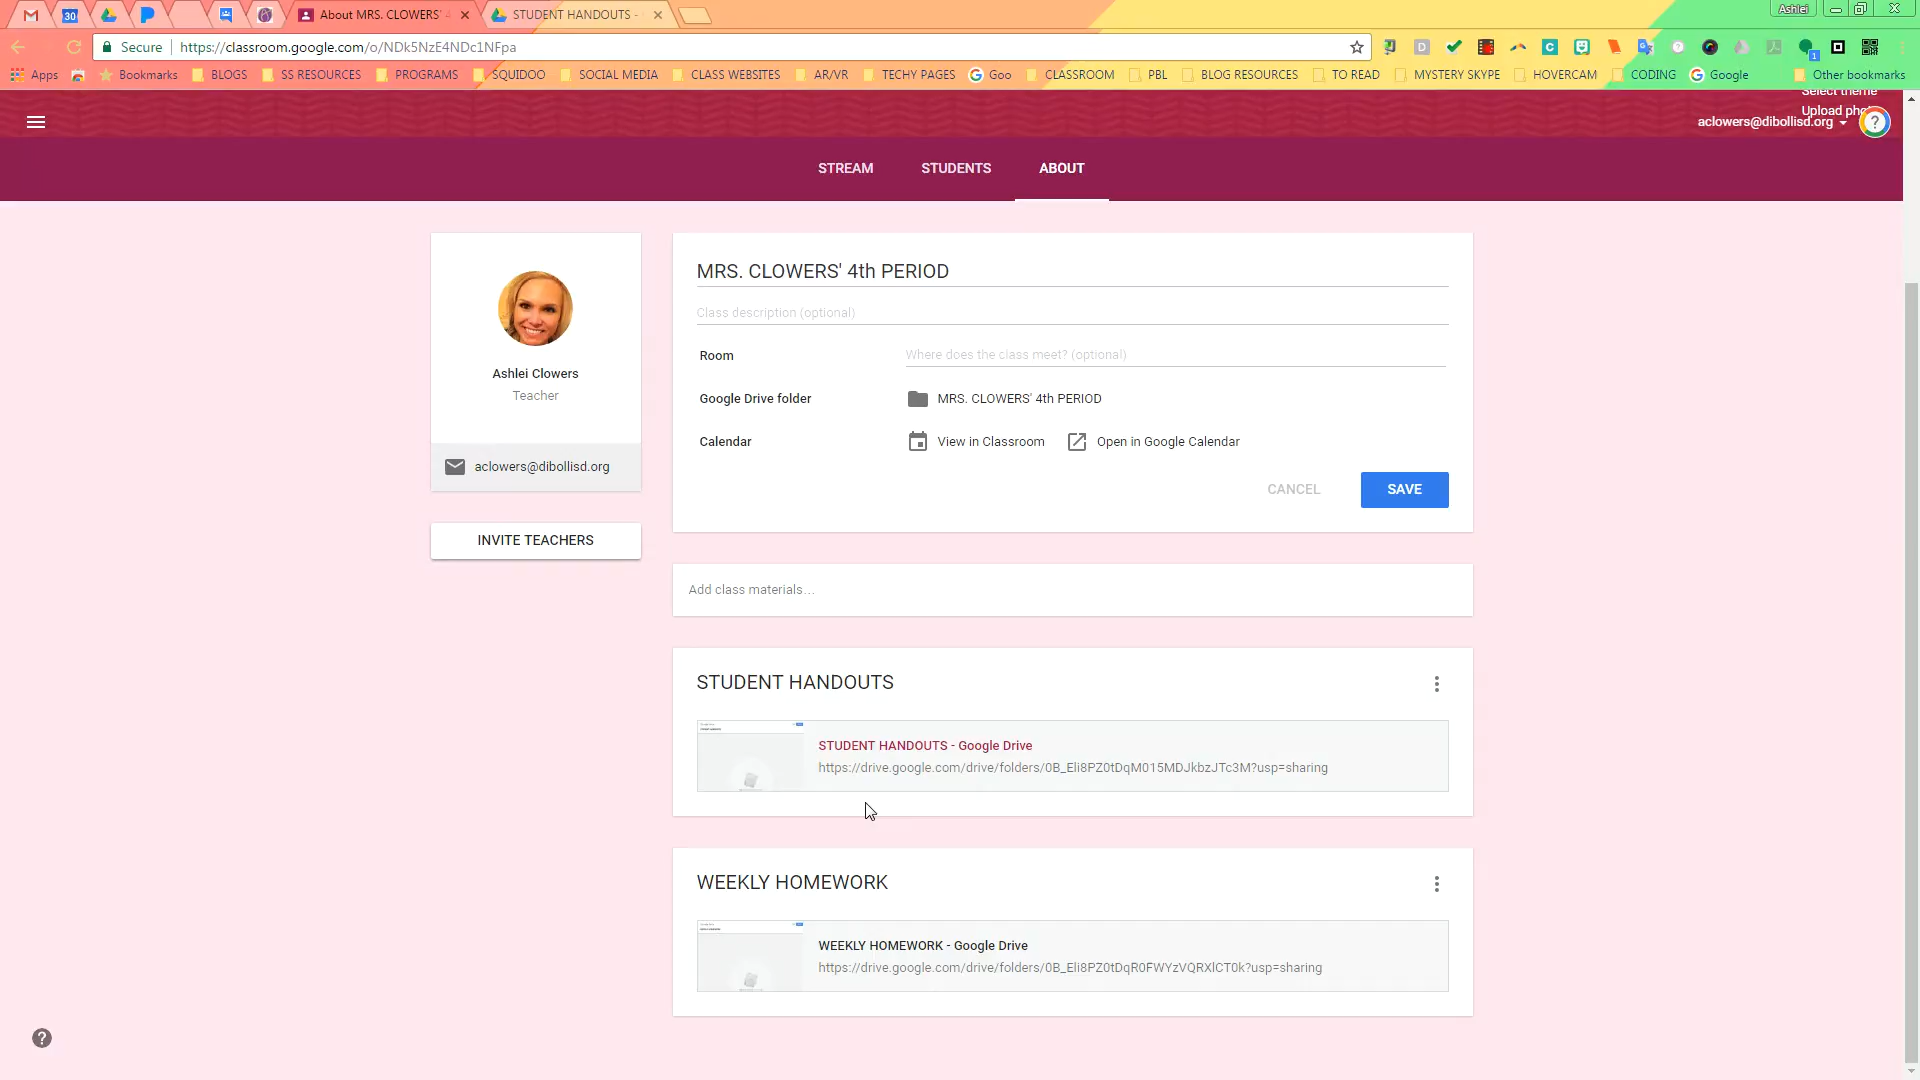 30
About MRS. CLOWERS'
STUDENT HANDOUTS -
Ashlei
Secure
https://classroom.google.com/o/NDk5NzE4NDc1NFpa
Apps
Bookmarks
BLOGS
SS RESOURCES
PROGRAMS
SQUIDOO
SOCIAL MEDIA
CLASS WEBSITES
AR/VR
TECHY PAGES
Goo
CLASSROOM
PBL
BLOG RESOURCES
TO READ
MYSTERY SKYPE
HOVERCAM
CODING
Google
Other bookmarks
Select theme
Upload
aclowers@dibollisd.org
STREAM
STUDENTS
ABOUT
Ashlei Clowers
Teacher
aclowers@dibollisd.org
INVITE TEACHERS
MRS. CLOWERS' 4th PERIOD
Class description (optional)
Room
Where does the class meet? (optional)
Google Drive folder
MRS. CLOWERS' 4th PERIOD
Calendar
View in Classroom
Open in Google Calendar
CANCEL
SAVE
Add class materials...
STUDENT HANDOUTS
STUDENT HANDOUTS - Google Drive
https://drive.google.com/drive/folders/0B_Eli8PZ0tDqM015MDJkbzJTc3M?usp=sharing
WEEKLY HOMEWORK
WEEKLY HOMEWORK - Google Drive
https://drive.google.com/drive/folders/0B_Eli8PZ0tDqR0FWYzVQRXlCT0k?usp=sharing